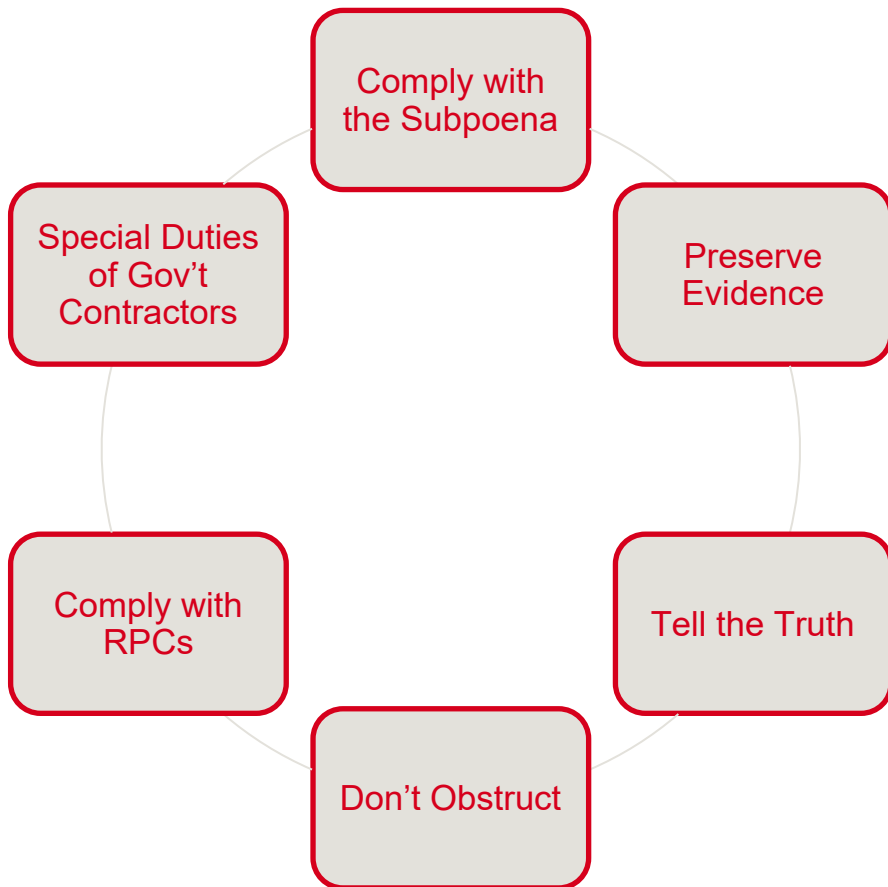 Comply with
the Subpoena
Preserve
Evidence
Tell the Truth
Don’t Obstruct
Comply with
RPCs
Special Duties
of Gov’t
Contractors